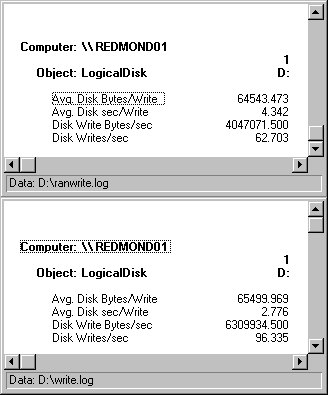 Computer: \\REDMOND01
1
Object: LogicalDisk D:
Avg. Disk Bytes/Write 64543.473
Avg. Disk sec/Write 4.342
Disk Write Bytes/sec 4047071.500
Disk Writes/sec 62.703
Data: D:\ranwrite.log
Computer: \\REDMOND01
1
Object: LogicalDisk D:
Avg. Disk Bytes/Write 65499.969
Avg. Disk sec/Write 2.776
Disk Write Bytes/sec 6309934.500
Disk Writes/sec 96.335
Data: D:\write.log